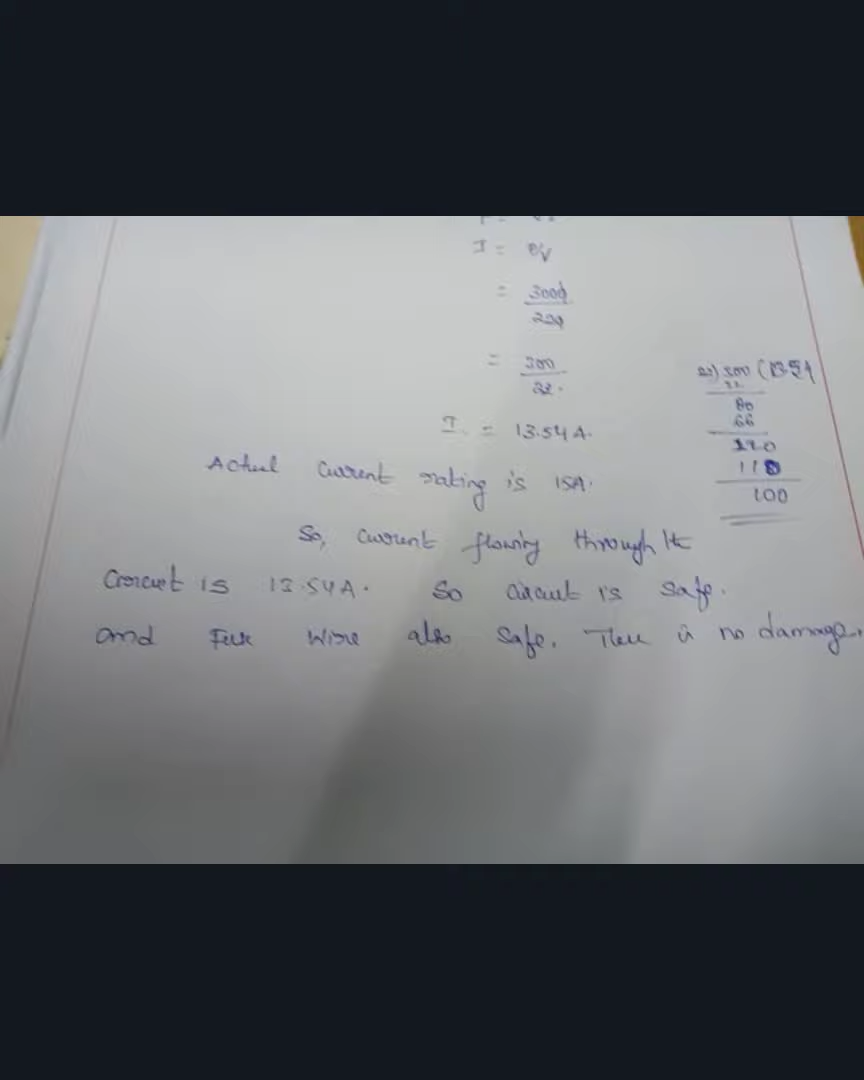 I = P/V
= 3000
220
= 300
22.
I = 13.54 A.
22) 300 (13.54
22
80
66
120
110
100
Actual current rating is 15A.
So, current flowing through the
Circuit is 13.54A. So circuit is safe.
and Fuse wire also safe. There is no damage.